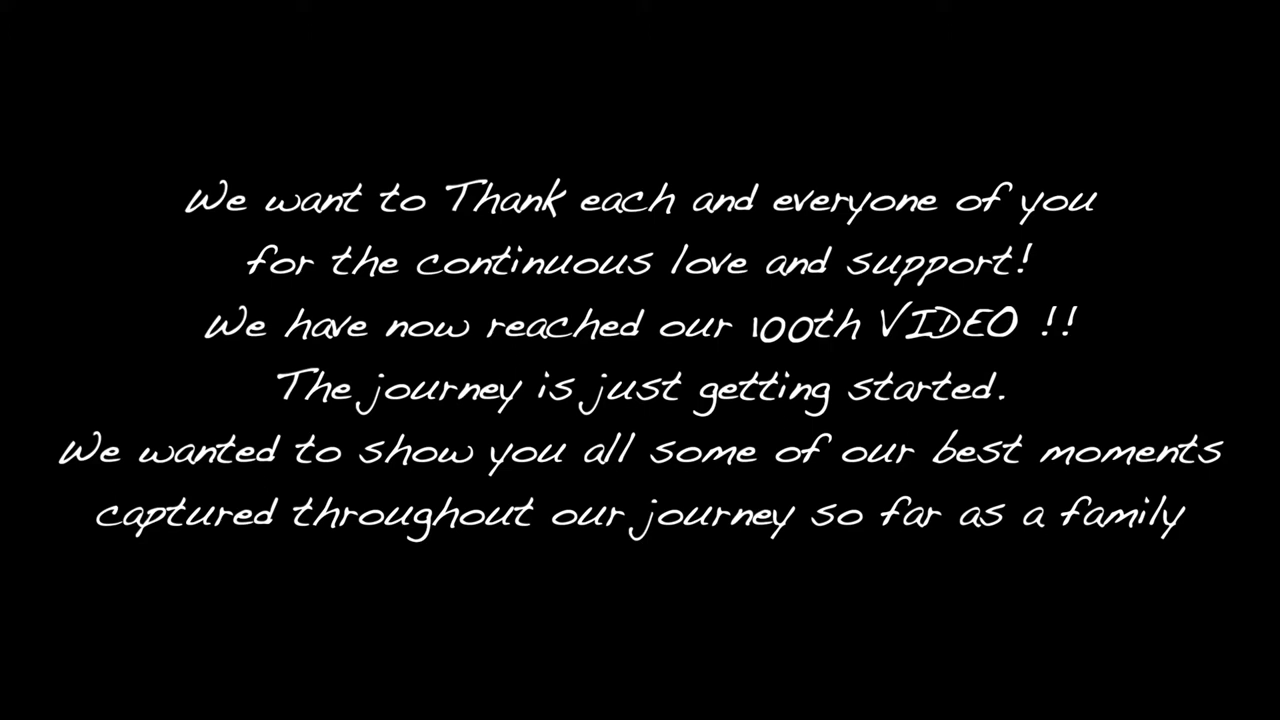 We want to Thank each and everyone of you
for the continuous love and support!
We have now reached our 100th VIDEO !!
The journey is just getting started.
We wanted to show you all some of our best moments
captured throughout our journey so far as a family